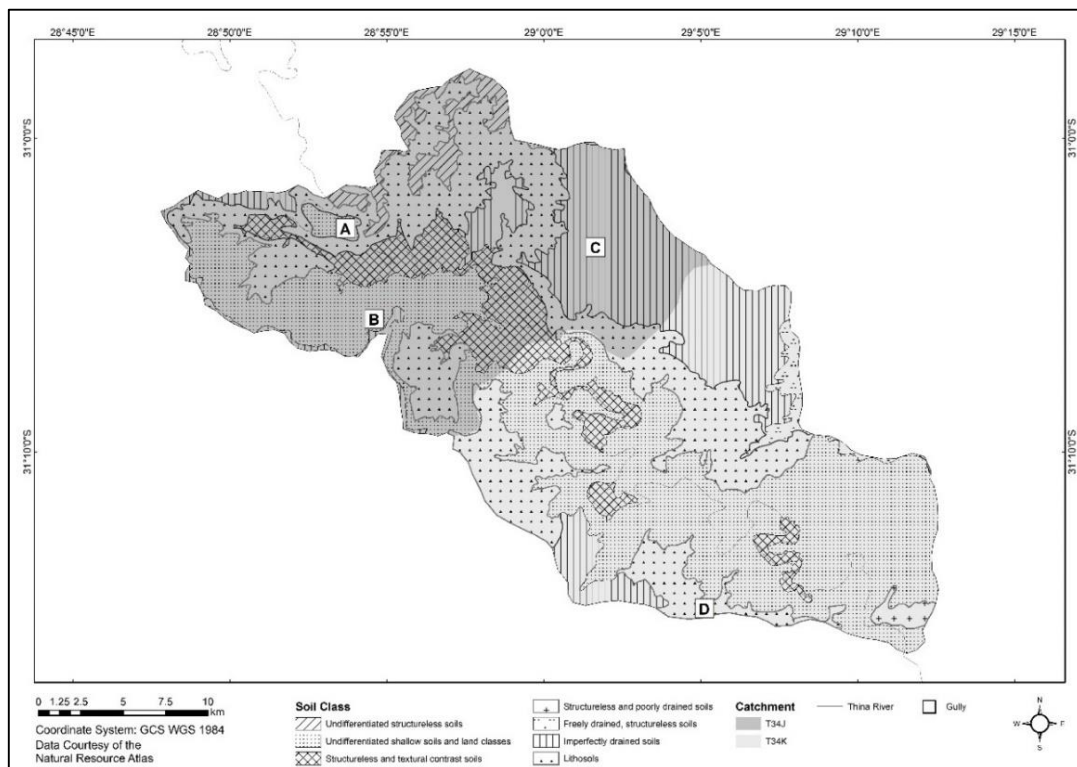 28°45'0"E 28°50'0"E 28°55'0"E 29°0'0"E 29°5'0"E 29°10'0"E 29°15'0"E
31°0'0"S 31°0'0"S
A
C
B
31°10'0"S 31°10'0"S
D
0 1.25 2.5 5 7.5 10
km
Coordinate System: GCS WGS 1984
Data Courtesy of the
Natural Resource Atlas
Soil Class
Undifferentiated structureless soils
Undifferentiated shallow soils and land classes
Structureless and textural contrast soils
Structureless and poorly drained soils
Freely drained, structureless soils
Imperfectly drained soils
Lithosols
Catchment
T34J
T34K
Thina River
Gully
N
W E
S